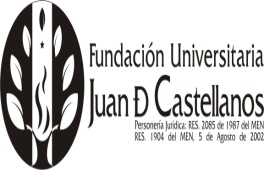 Fundación Universitaria
Juan Đ Castellanos
Personería Jurídica: RES. 2085 de 1987 del MEN
RES. 1904 del MEN, 5 de Agosto de 2002